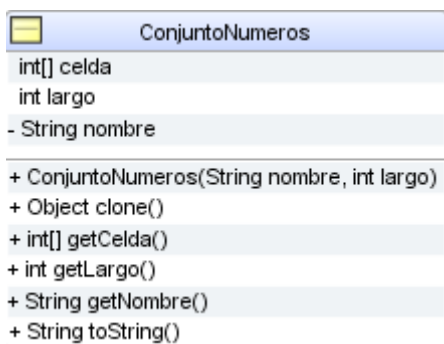 ConjuntoNumeros
int[] celda
int largo
- String nombre
+ ConjuntoNumeros(String nombre, int largo)
+ Object clone()
+ int[] getCelda()
+ int getLargo()
+ String getNombre()
+ String toString()